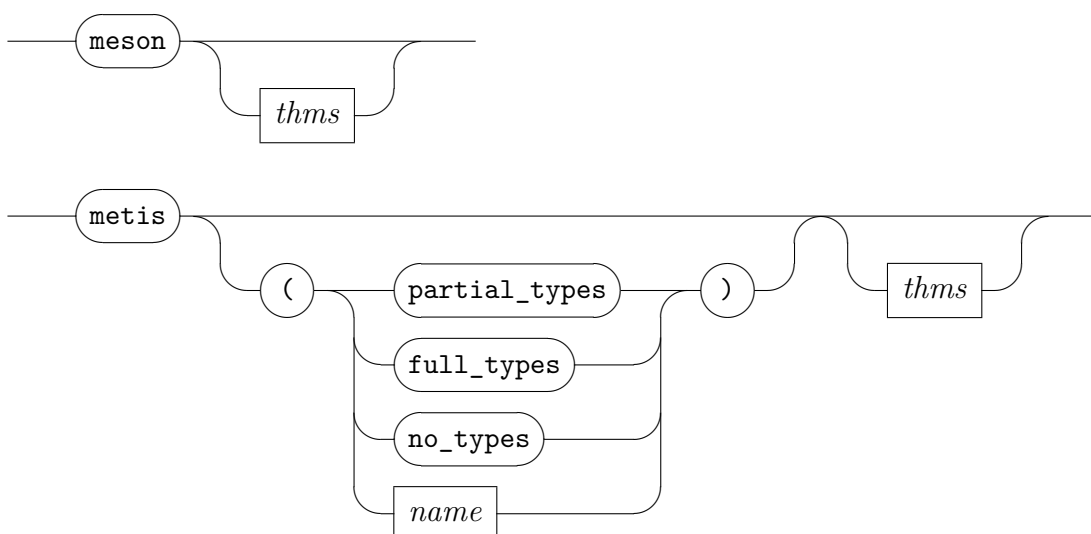 meson
thms
metis
( partial_types ) thms
full_types
no_types
name